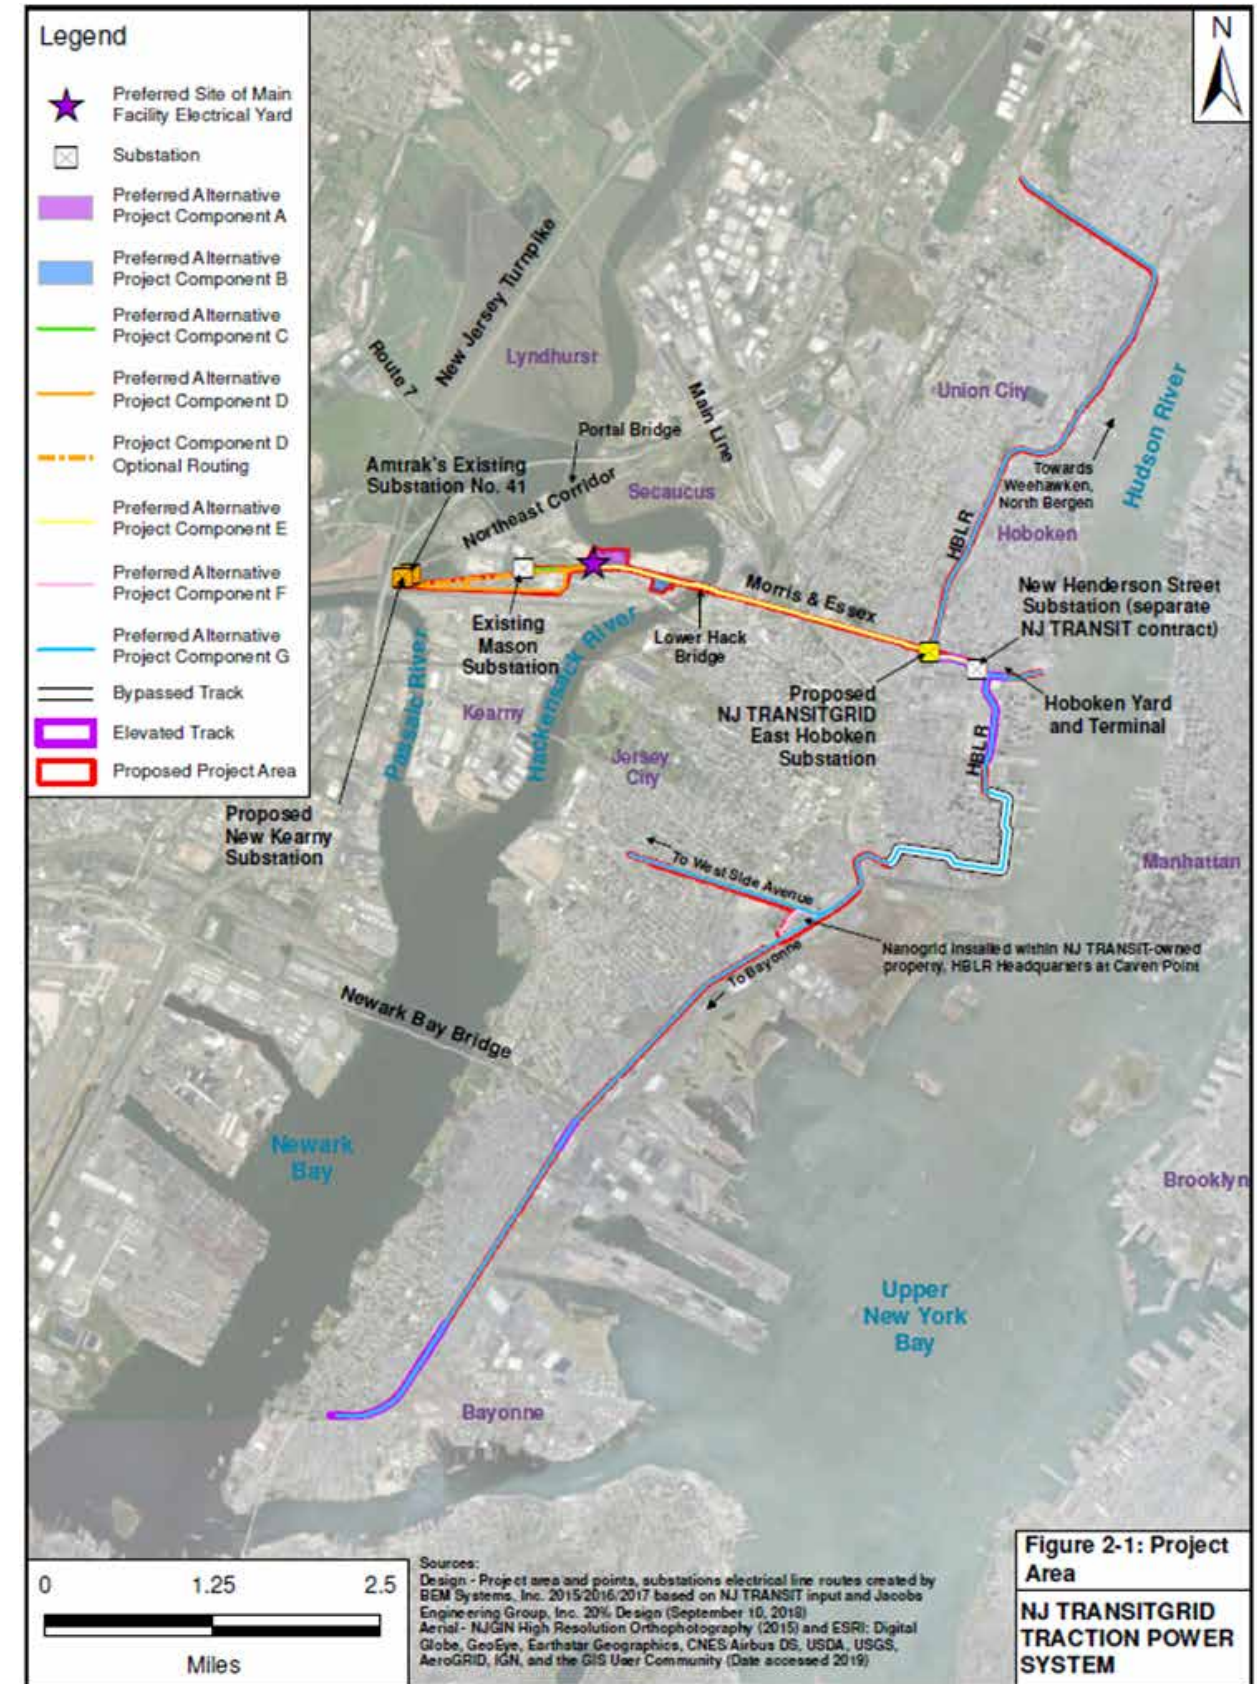 Legend
Preferred Site of Main
Facility Electrical Yard
Substation
Preferred Alternative
Project Component A
Preferred Alternative
Project Component B
Preferred Alternative
Project Component C
Preferred Alternative
Project Component D
Project Component D
Optional Routing
Preferred Alternative
Project Component E
Preferred Alternative
Project Component F
Preferred Alternative
Project Component G
Bypassed Track
Elevated Track
Proposed Project Area
N
New Jersey Turnpike
Route 7
Lyndhurst
Main Line
Union City
Hudson River
Portal Bridge
Amtrak's Existing
Substation No. 41
Northeast Corridor
Secaucus
Towards
Weehawken,
North Bergen
HBLR
Hoboken
Morris & Essex
New Henderson Street
Substation (separate
NJ TRANSIT contract)
Existing
Mason
Substation
Lower Hack
Bridge
Passaic River
Hackensack River
Kearny
Proposed
NJ TRANSITGRID
East Hoboken
Substation
Hoboken Yard
and Terminal
HBLR
Jersey
City
Proposed
New Kearny
Substation
To West Side Avenue
Manhattan
Nanogrid Installed within NJ TRANSIT-owned
property, HBLR Headquarters at Caven Point
To Bayonne
Newark Bay Bridge
Newark
Bay
Brooklyn
Upper
New York
Bay
Bayonne
0 1.25 2.5
Miles
Sources:
Design - Project area and points, substations electrical line routes created by
BEM Systems, Inc. 2015/2016/2017 based on NJ TRANSIT input and Jacobs
Engineering Group, Inc. 20% Design (September 10, 2018)
Aerial - NJGIN High Resolution Orthophotography (2015) and ESRI: Digital
Globe, GeoEye, Earthstar Geographics, CNES/Airbus DS, USDA, USGS,
AeroGRID, IGN, and the GIS User Community (Date accessed 2019)
Figure 2-1: Project
Area
NJ TRANSITGRID
TRACTION POWER
SYSTEM